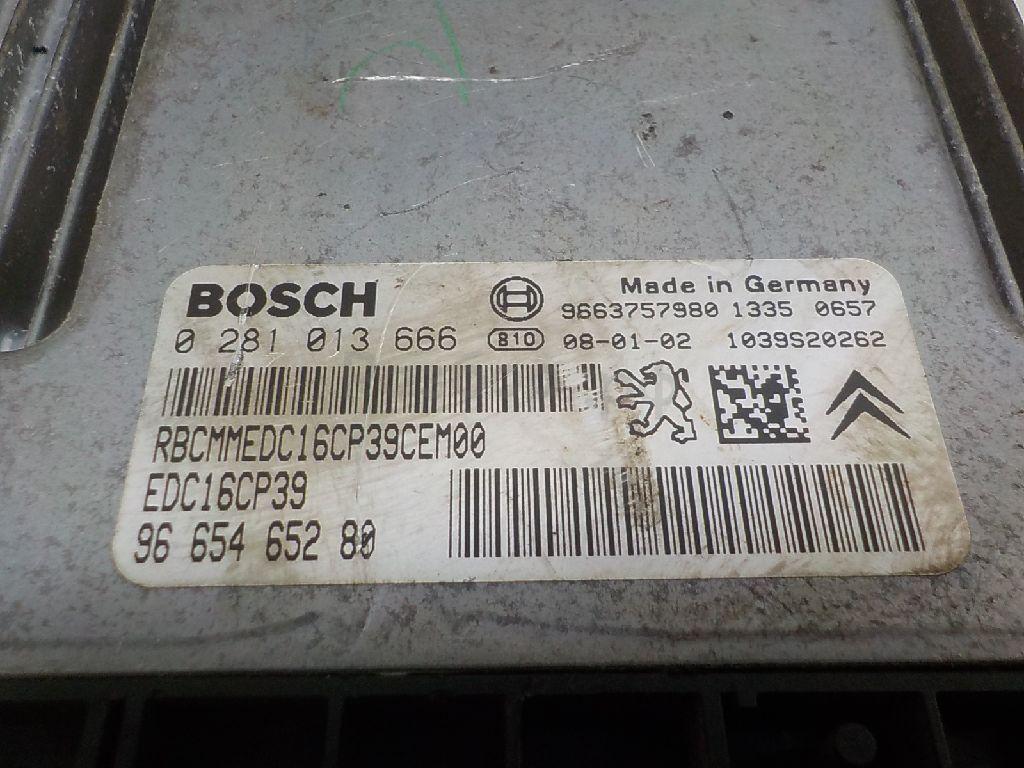 BOSCH
Made in Germany
9663757980 1335 0657
0 281 013 666 B10 08-01-02 1039S20262
RBCMMEDC16CP39CEM00
EDC16CP39
96 654 652 80